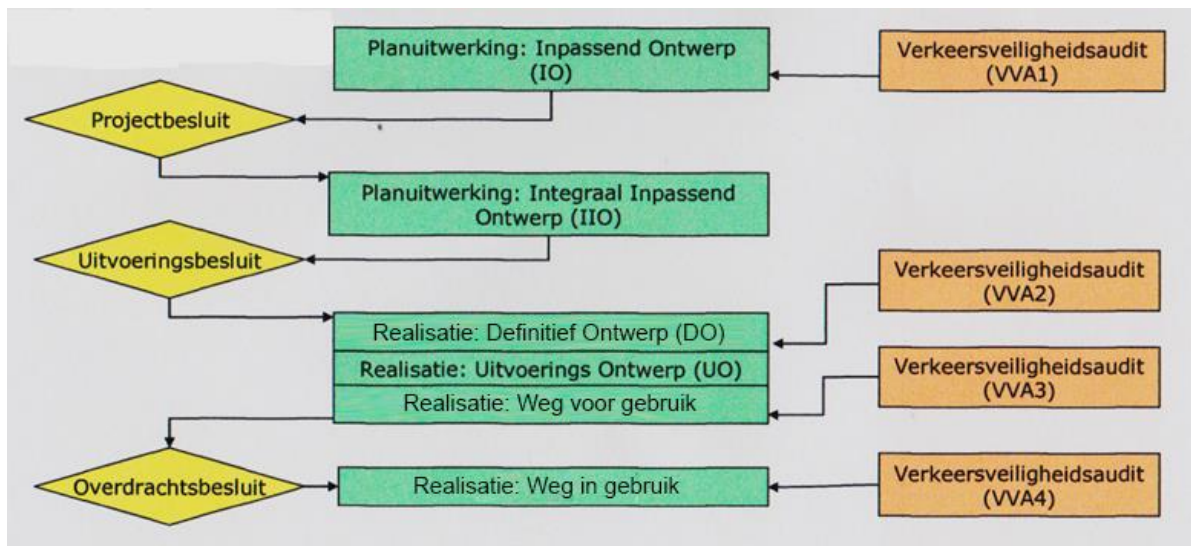 Planuitwerking: Inpassend Ontwerp
(IO)
Verkeersveiligheidsaudit
(VVA1)
Projectbesluit
Planuitwerking: Integraal Inpassend
Ontwerp (IIO)
Uitvoeringsbesluit
Verkeersveiligheidsaudit
(VVA2)
Realisatie: Definitief Ontwerp (DO)
Realisatie: Uitvoerings Ontwerp (UO)
Realisatie: Weg voor gebruik
Verkeersveiligheidsaudit
(VVA3)
Overdrachtsbesluit
Realisatie: Weg in gebruik
Verkeersveiligheidsaudit
(VVA4)